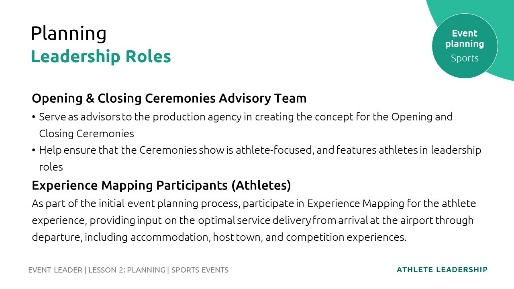 Planning
Leadership Roles
Event
planning
Sports
Opening & Closing Ceremonies Advisory Team
• Serve as advisors to the production agency in creating the concept for the Opening and
Closing Ceremonies
• Help ensure that the Ceremonies show is athlete-focused, and features athletes in leadership
roles
Experience Mapping Participants (Athletes)
As part of the initial event planning process, participate in Experience Mapping for the athlete
experience, providing input on the optimal service delivery from arrival at the airport through
departure, including accommodation, host town, and competition experiences.
EVENT LEADER | LESSON 2: PLANNING | SPORTS EVENTS
ATHLETE LEADERSHIP